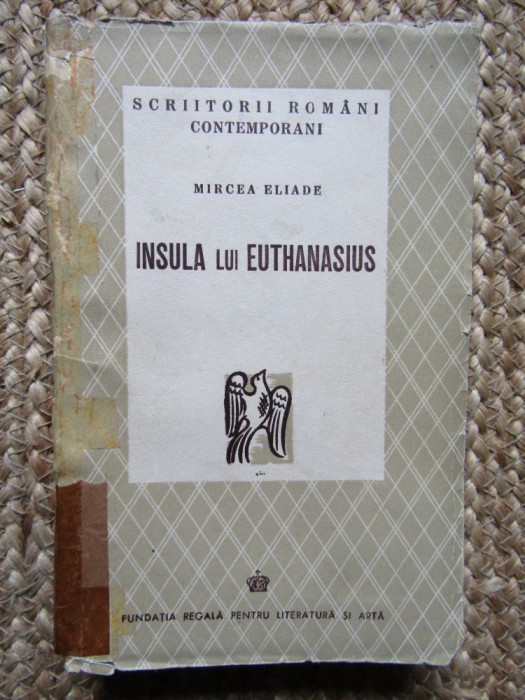 SCRIITORII ROMÂNI
CONTEMPORANI
MIRCEA ELIADE
INSULA LUI EUTHANASIUS
FUNDAȚIA REGALĂ PENTRU LITERATURĂ ȘI ARTĂ